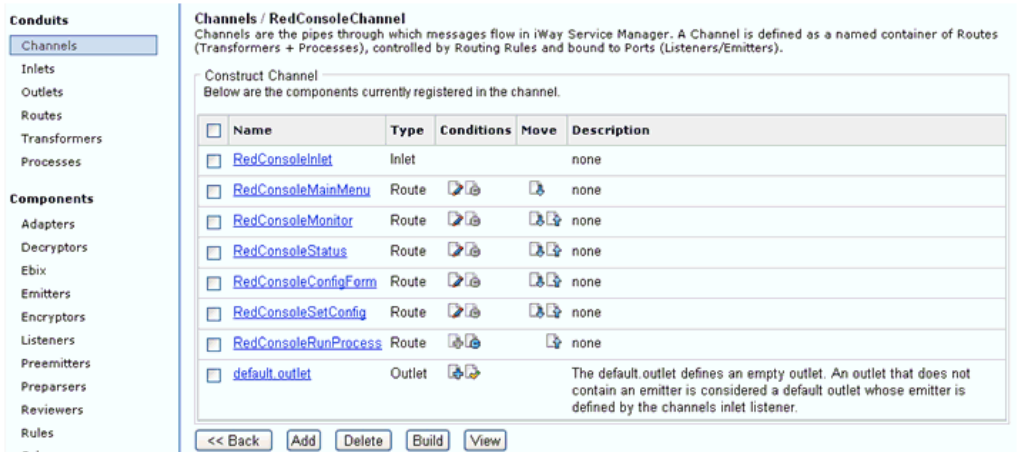 Conduits
Channels
Inlets
Outlets
Routes
Transformers
Processes
Components
Adapters
Decryptors
Ebix
Emitters
Encryptors
Listeners
Preemitters
Preparsers
Reviewers
Rules
Channels / RedConsoleChannel
Channels are the pipes through which messages flow in iWay Service Manager. A Channel is defined as a named container of Routes
(Transformers + Processes), controlled by Routing Rules and bound to Ports (Listeners/Emitters).
Construct Channel
Below are the components currently registered in the channel.
Name Type Conditions Move Description
RedConsoleInlet Inlet none
RedConsoleMainMenu Route none
RedConsoleMonitor Route none
RedConsoleStatus Route none
RedConsoleConfigForm Route none
RedConsoleSetConfig Route none
RedConsoleRunProcess Route none
default.outlet Outlet The default.outlet defines an empty outlet. An outlet that does not
contain an emitter is considered a default outlet whose emitter is
defined by the channels inlet listener.
<< Back Add Delete Build View